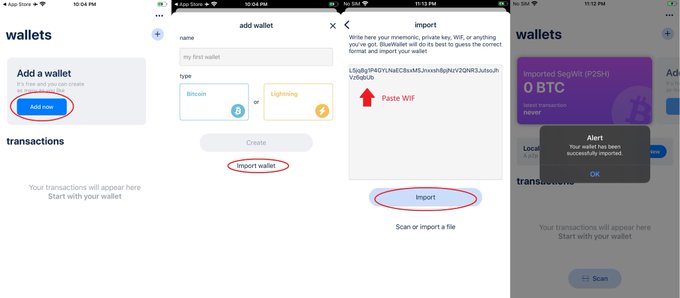 App Store
10:04 PM
wallets
Add a wallet
It's free and you can create
as many as you like
Add now
transactions
Your transactions will appear here
Start with your wallet
App Store
10:04 PM
add wallet
name
my first wallet
type
Bitcoin
or
Lightning
Create
Import wallet
No SIM
11:13 PM
import
Write here your mnemonic, private key, WIF, or anything
you've got. BlueWallet will do its best to guess the correct
format and import your wallet
Paste WIF
Import
Scan or import a file
No SIM
11:12 PM
wallets
Imported SegWit (P2SH)
0 BTC
latest transaction
never
Alert
Your wallet has been
successfully imported.
OK
Local
A p2p
New
transactions
Your transactions will appear here
Start with your wallet
Scan